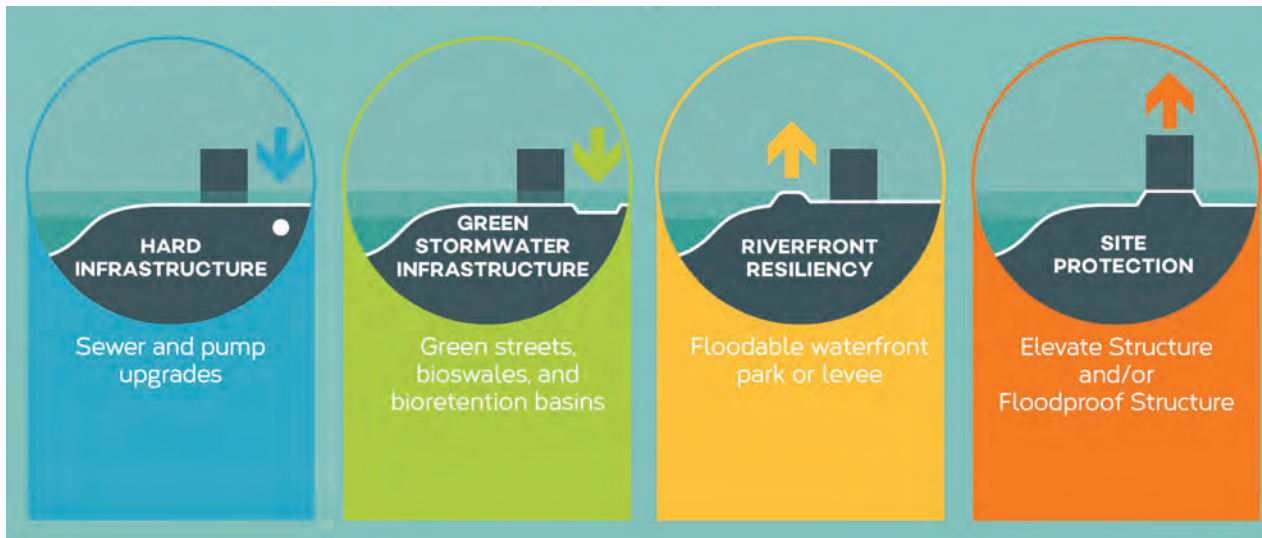 HARD
INFRASTRUCTURE
Sewer and pump
upgrades
GREEN
STORMWATER
INFRASTRUCTURE
Green streets,
bioswales, and
bioretention basins
RIVERFRONT
RESILIENCY
Floodable waterfront
park or levee
SITE
PROTECTION
Elevate Structure
and/or
Floodproof Structure